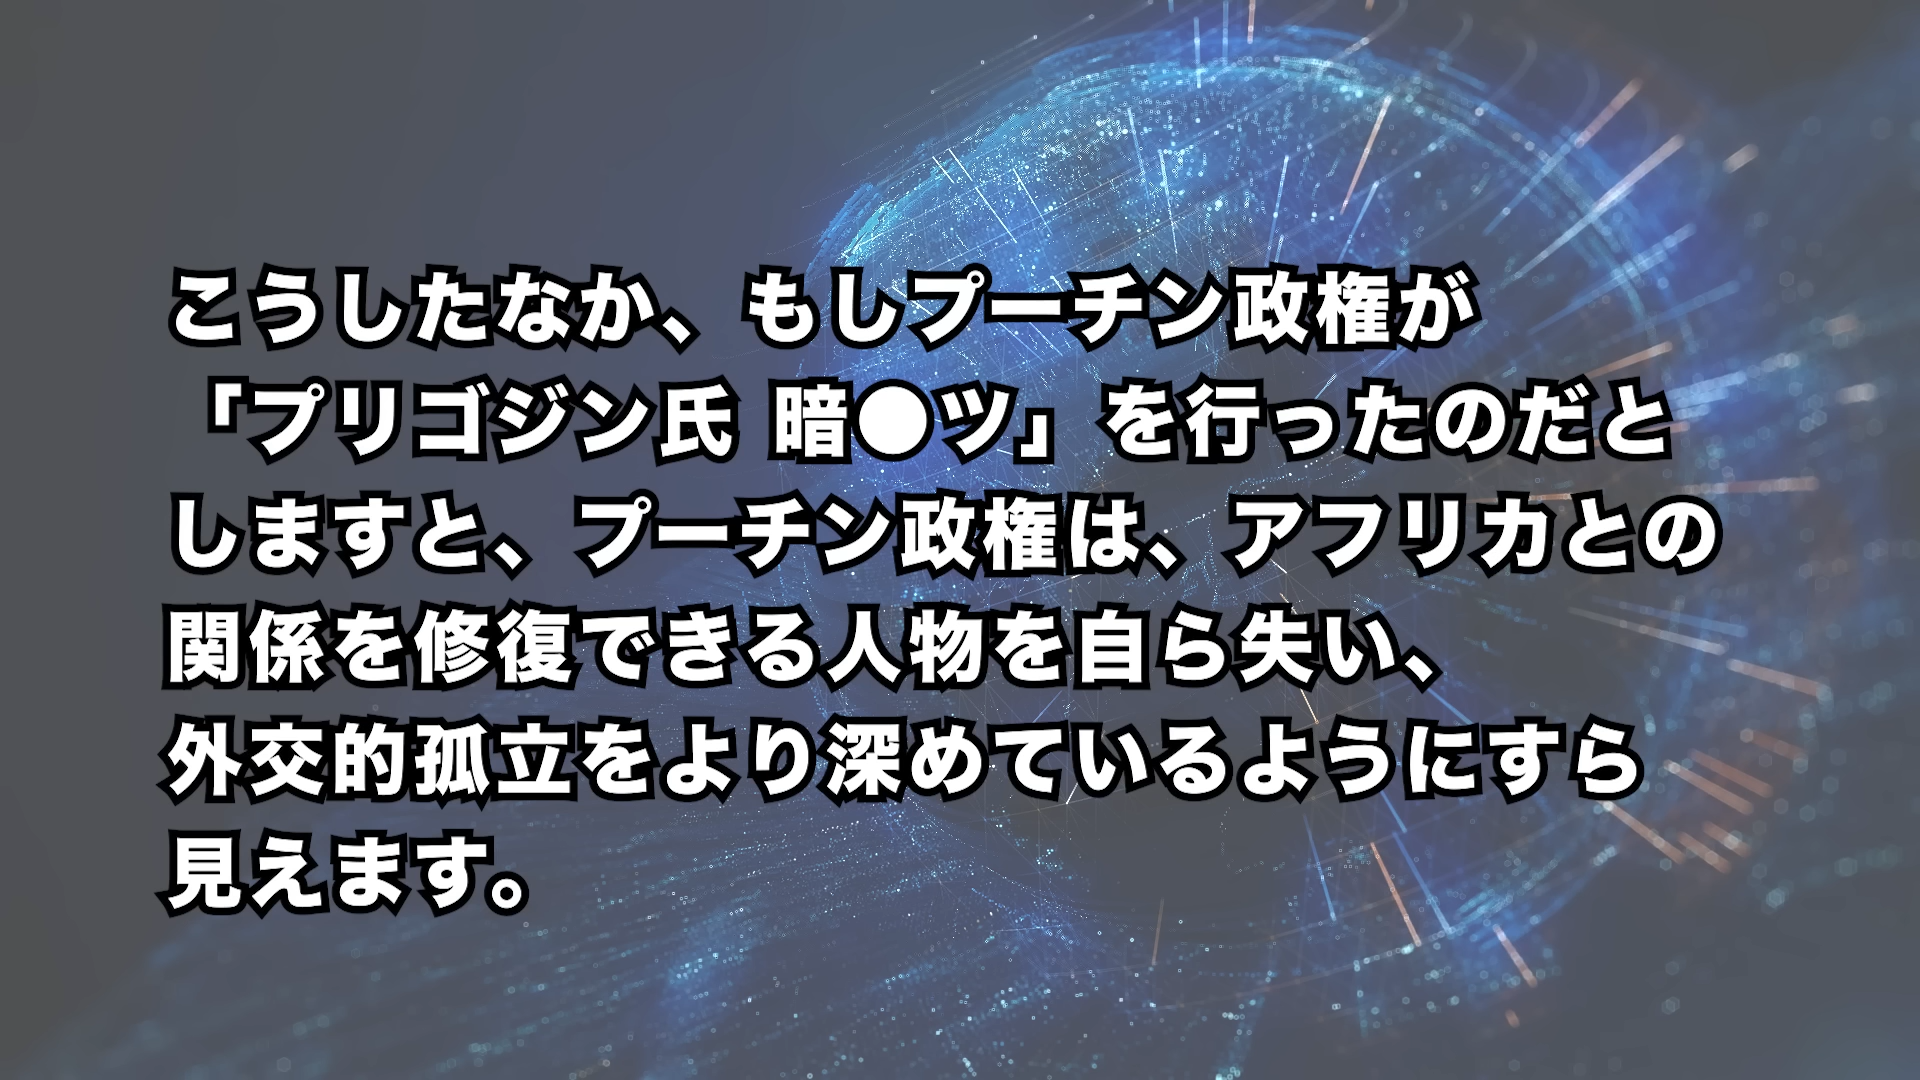 こうしたなか、もしプーチン政権が
「プリゴジン氏 暗●ツ」を行ったのだと
しますと、プーチン政権は、アフリカとの
関係を修復できる人物を自ら失い、
外交的孤立をより深めているようにすら
見えます。